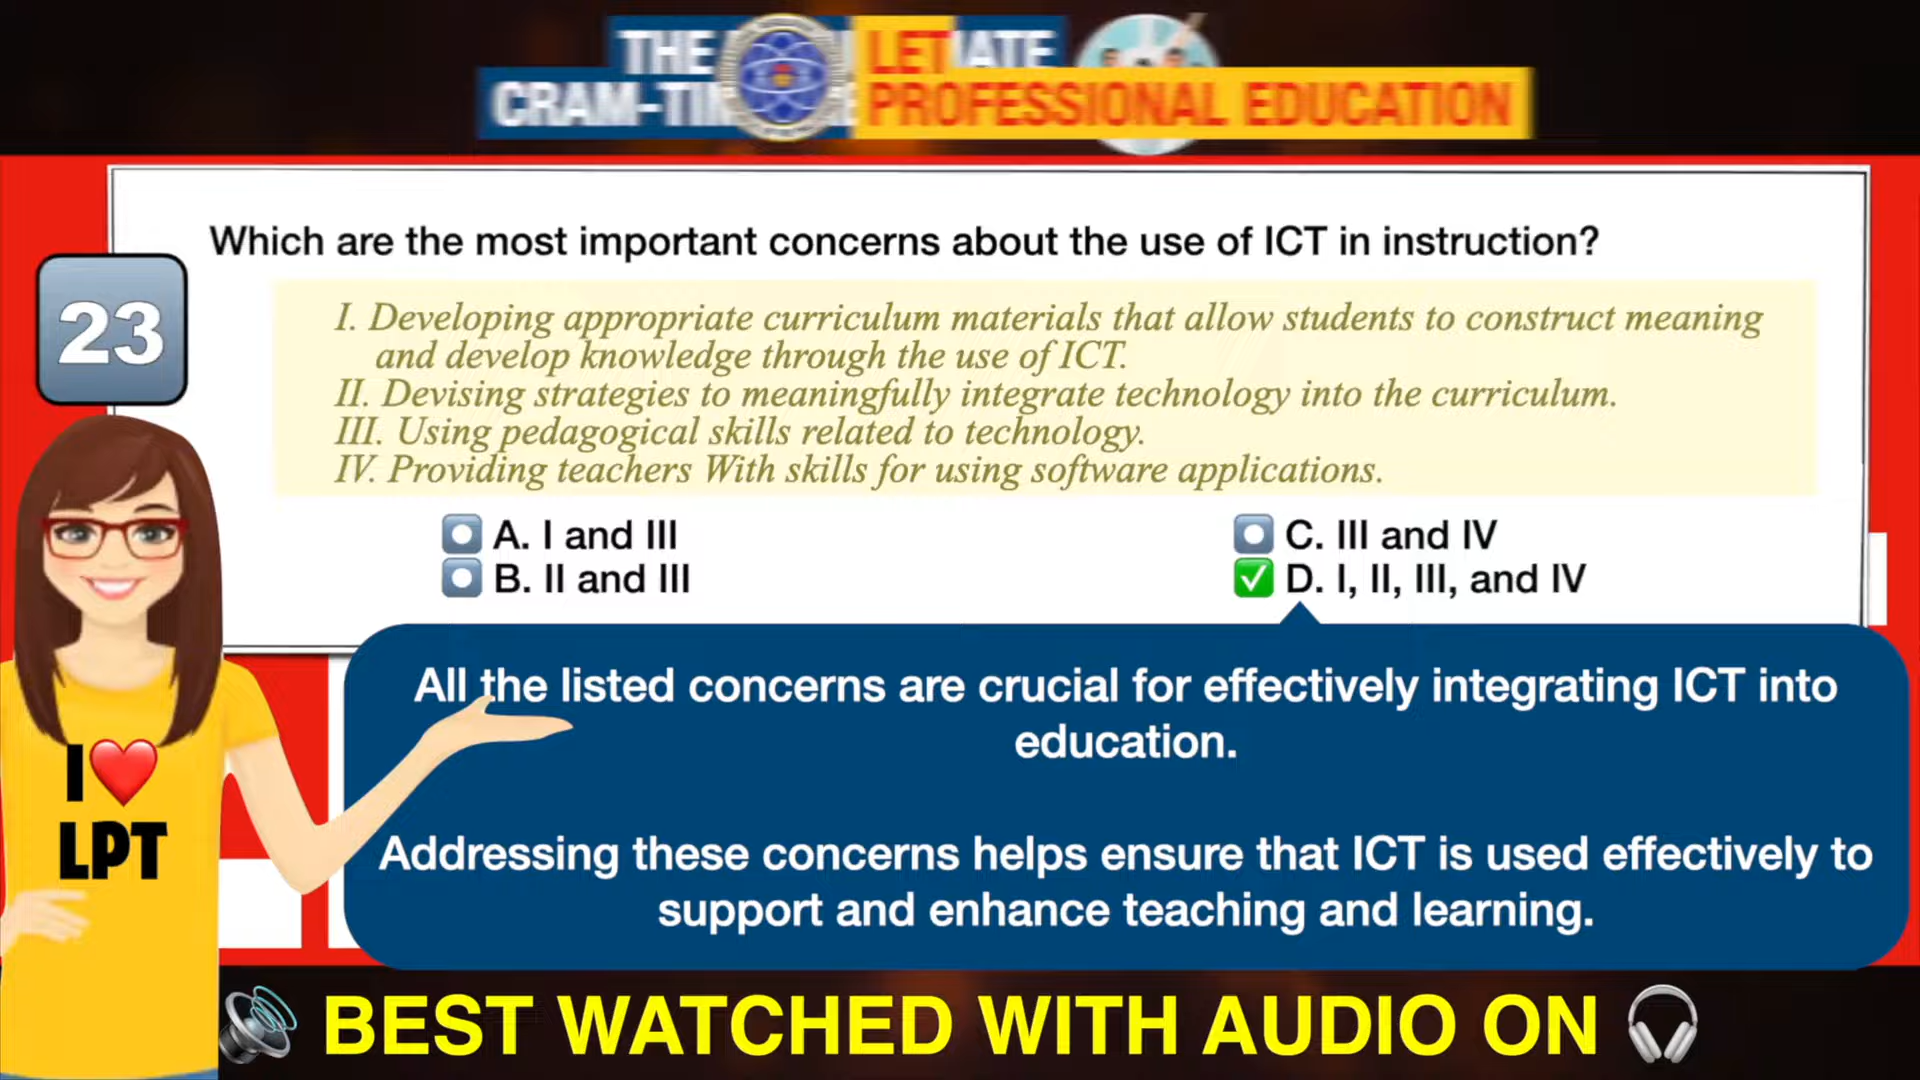 THE LET
CRAM-TI PROFESSIONAL EDUCATION
23
Which are the most important concerns about the use of ICT in instruction?
I. Developing appropriate curriculum materials that allow students to construct meaning
and develop knowledge through the use of ICT.
II. Devising strategies to meaningfully integrate technology into the curriculum.
III. Using pedagogical skills related to technology.
IV. Providing teachers With skills for using software applications.
A. I and III
B. II and III
C. III and IV
D. I, II, III, and IV
All the listed concerns are crucial for effectively integrating ICT into
education.
Addressing these concerns helps ensure that ICT is used effectively to
support and enhance teaching and learning.
I ❤️
LPT
BEST WATCHED WITH AUDIO ON